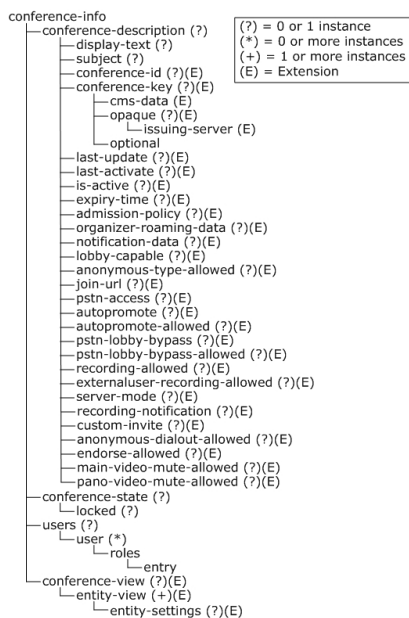 conference-info
conference-description (?)
display-text (?)
subject (?)
conference-id (?)(E)
conference-key (?)(E)
cms-data (E)
opaque (?)(E)
issuing-server (E)
optional
last-update (?)(E)
last-activate (?)(E)
is-active (?)(E)
expiry-time (?)(E)
admission-policy (?)(E)
organizer-roaming-data (?)(E)
notification-data (?)(E)
lobby-capable (?)(E)
anonymous-type-allowed (?)(E)
join-url (?)(E)
pstn-access (?)(E)
autopromote (?)(E)
autopromote-allowed (?)(E)
pstn-lobby-bypass (?)(E)
pstn-lobby-bypass-allowed (?)(E)
recording-allowed (?)(E)
externaluser-recording-allowed (?)(E)
server-mode (?)(E)
recording-notification (?)(E)
custom-invite (?)(E)
anonymous-dialout-allowed (?)(E)
endorse-allowed (?)(E)
main-video-mute-allowed (?)(E)
pano-video-mute-allowed (?)(E)
conference-state (?)
locked (?)
users (?)
user (*)
roles
entry
conference-view (?)(E)
entity-view (+)(E)
entity-settings (?)(E)
(?) = 0 or 1 instance
(*) = 0 or more instances
(+) = 1 or more instances
(E) = Extension